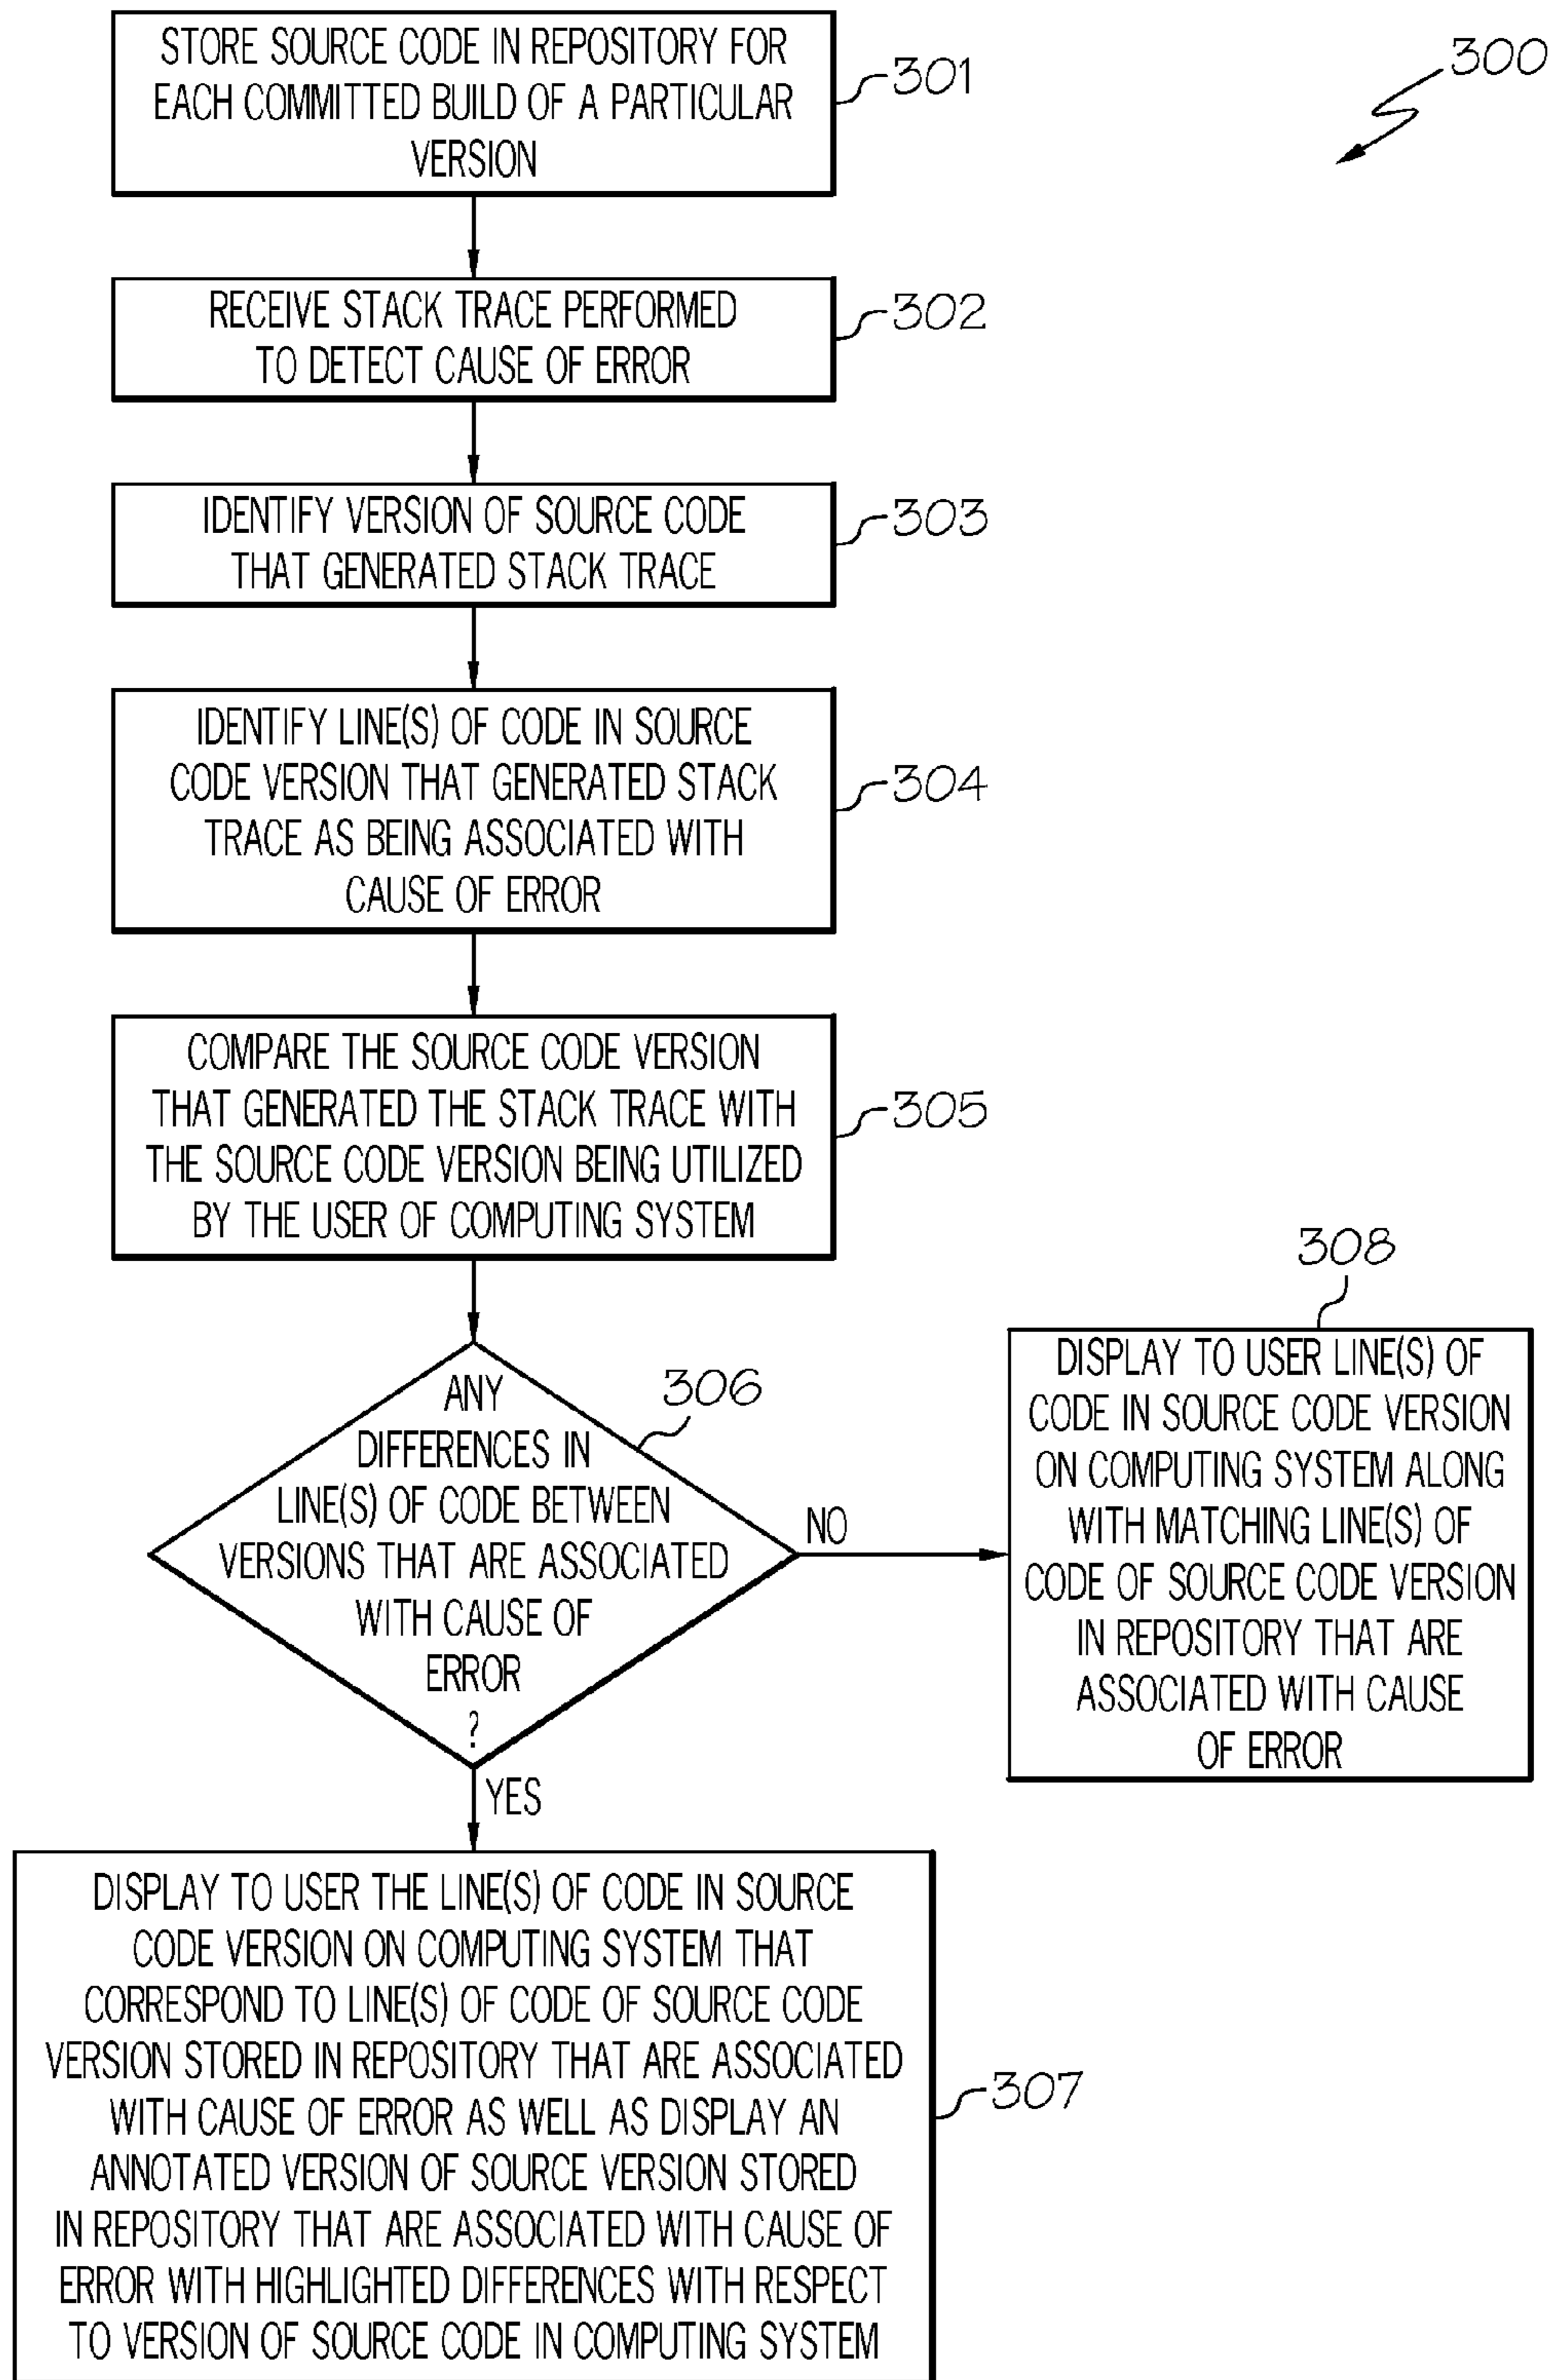 300
STORE SOURCE CODE IN REPOSITORY FOR
EACH COMMITTED BUILD OF A PARTICULAR
VERSION
301
RECEIVE STACK TRACE PERFORMED
TO DETECT CAUSE OF ERROR
302
IDENTIFY VERSION OF SOURCE CODE
THAT GENERATED STACK TRACE
303
IDENTIFY LINE(S) OF CODE IN SOURCE
CODE VERSION THAT GENERATED STACK
TRACE AS BEING ASSOCIATED WITH
CAUSE OF ERROR
304
COMPARE THE SOURCE CODE VERSION
THAT GENERATED THE STACK TRACE WITH
THE SOURCE CODE VERSION BEING UTILIZED
BY THE USER OF COMPUTING SYSTEM
305
ANY
DIFFERENCES IN
LINE(S) OF CODE BETWEEN
VERSIONS THAT ARE ASSOCIATED
WITH CAUSE OF
ERROR
?
306
NO
308
DISPLAY TO USER LINE(S) OF
CODE IN SOURCE CODE VERSION
ON COMPUTING SYSTEM ALONG
WITH MATCHING LINE(S) OF
CODE OF SOURCE CODE VERSION
IN REPOSITORY THAT ARE
ASSOCIATED WITH CAUSE
OF ERROR
YES
DISPLAY TO USER THE LINE(S) OF CODE IN SOURCE
CODE VERSION ON COMPUTING SYSTEM THAT
CORRESPOND TO LINE(S) OF CODE OF SOURCE CODE
VERSION STORED IN REPOSITORY THAT ARE ASSOCIATED
WITH CAUSE OF ERROR AS WELL AS DISPLAY AN
ANNOTATED VERSION OF SOURCE VERSION STORED
IN REPOSITORY THAT ARE ASSOCIATED WITH CAUSE OF
ERROR WITH HIGHLIGHTED DIFFERENCES WITH RESPECT
TO VERSION OF SOURCE CODE IN COMPUTING SYSTEM
307